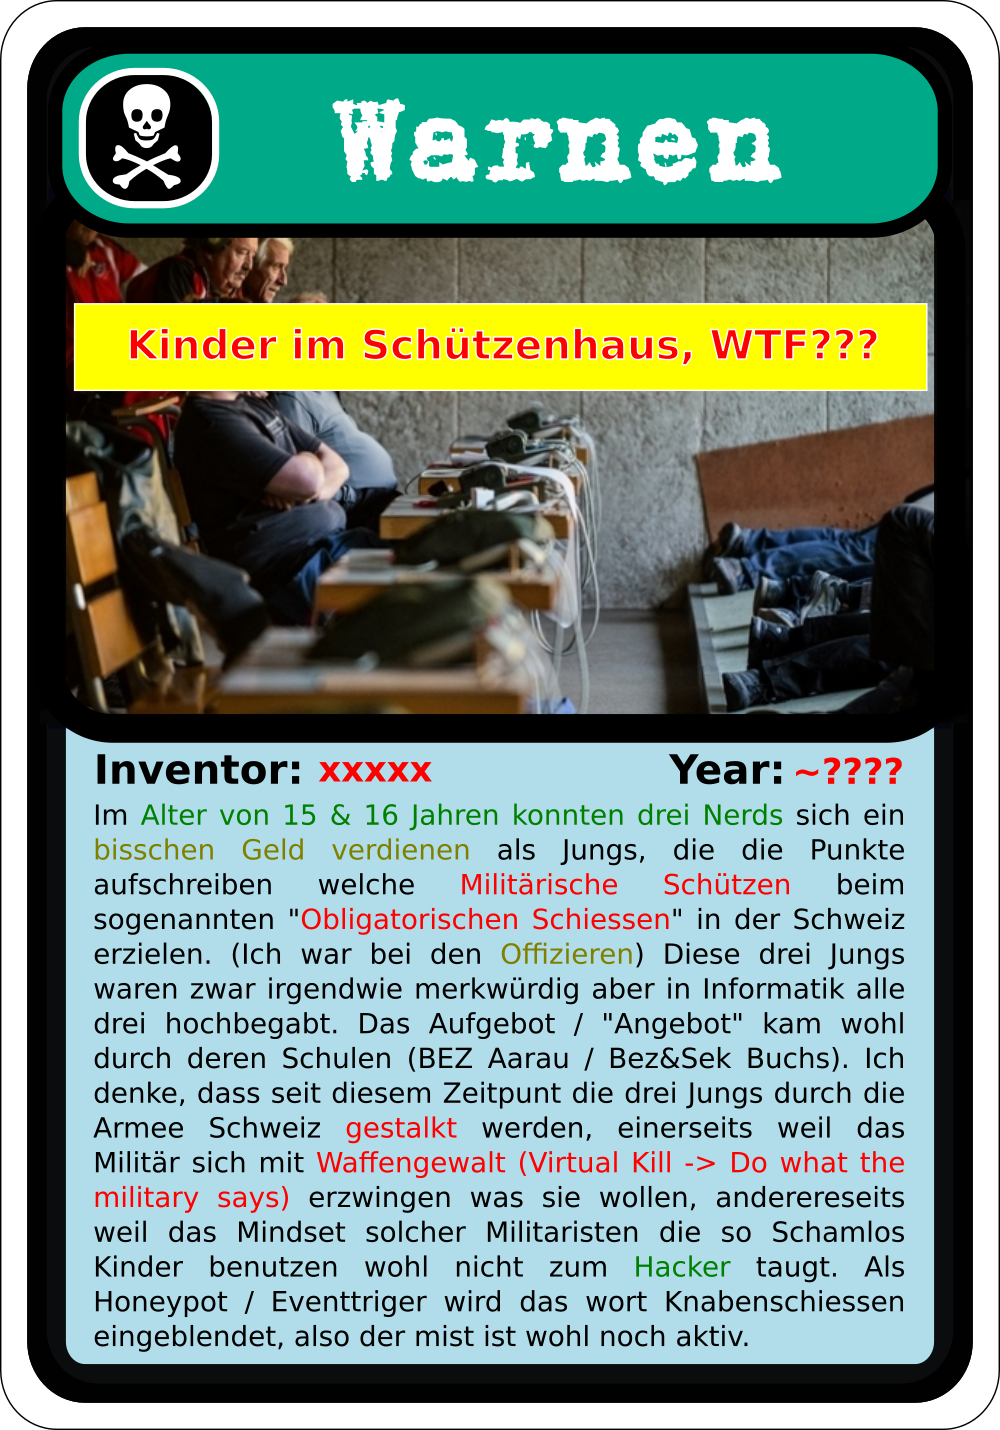 Warnen
Kinder im Schützenhaus, WTF???
Inventor: xxxxx Year: ~????
Im Alter von 15 & 16 Jahren konnten drei Nerds sich ein
bisschen Geld verdienen als Jungs, die die Punkte
aufschreiben welche Militärische Schützen beim
sogenannten "Obligatorischen Schiessen" in der Schweiz
erzielen. (Ich war bei den Offizieren) Diese drei Jungs
waren zwar irgendwie merkwürdig aber in Informatik alle
drei hochbegabt. Das Aufgebot / "Angebot" kam wohl
durch deren Schulen (BEZ Aarau / Bez&Sek Buchs). Ich
denke, dass seit diesem Zeitpunt die drei Jungs durch die
Armee Schweiz gestalkt werden, einerseits weil das
Militär sich mit Waffengewalt (Virtual Kill -> Do what the
military says) erzwingen was sie wollen, anderereseits
weil das Mindset solcher Militaristen die so Schamlos
Kinder benutzen wohl nicht zum Hacker taugt. Als
Honeypot / Eventtriger wird das wort Knabenschiessen
eingeblendet, also der mist ist wohl noch aktiv.